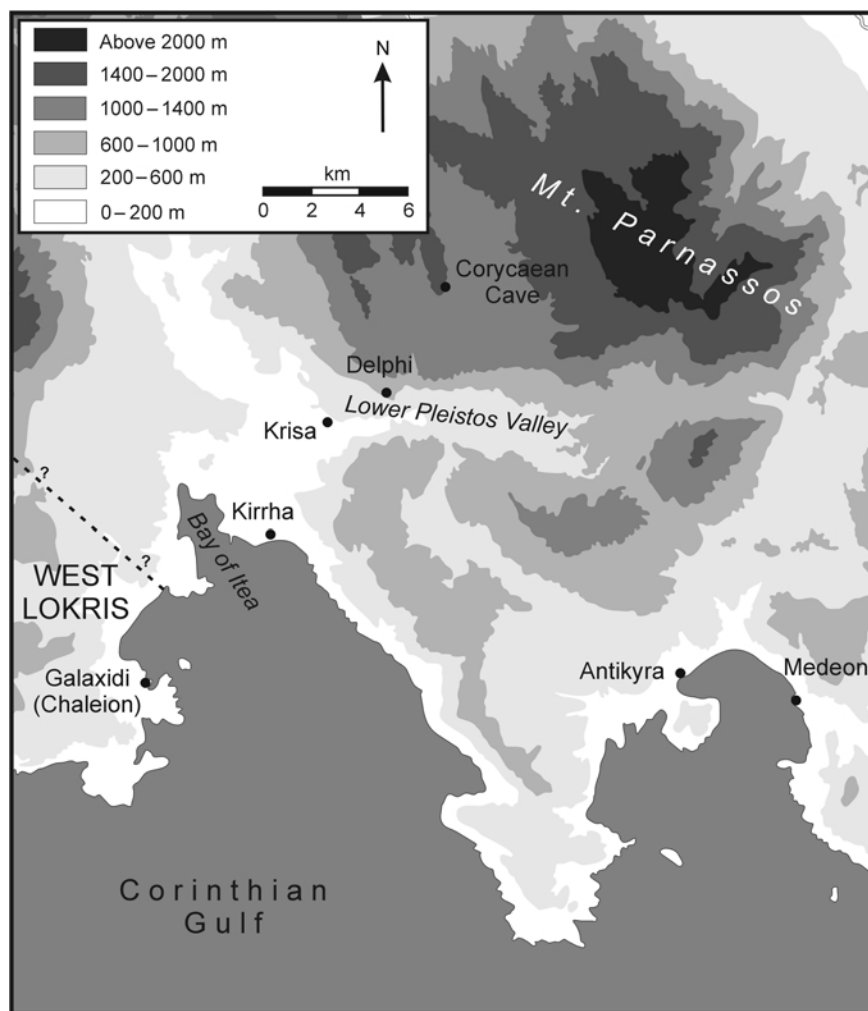 Above 2000 m
1400–2000 m
1000–1400 m
600–1000 m
200–600 m
0–200 m
N
km
0 2 4 6
Mt. Parnassos
Corycaean
Cave
Delphi
Lower Pleistos Valley
Krisa
Kirrha
Bay of Itea
?
?
WEST
LOKRIS
Galaxidi
(Chaleion)
Antikyra
Medeon
Corinthian
Gulf